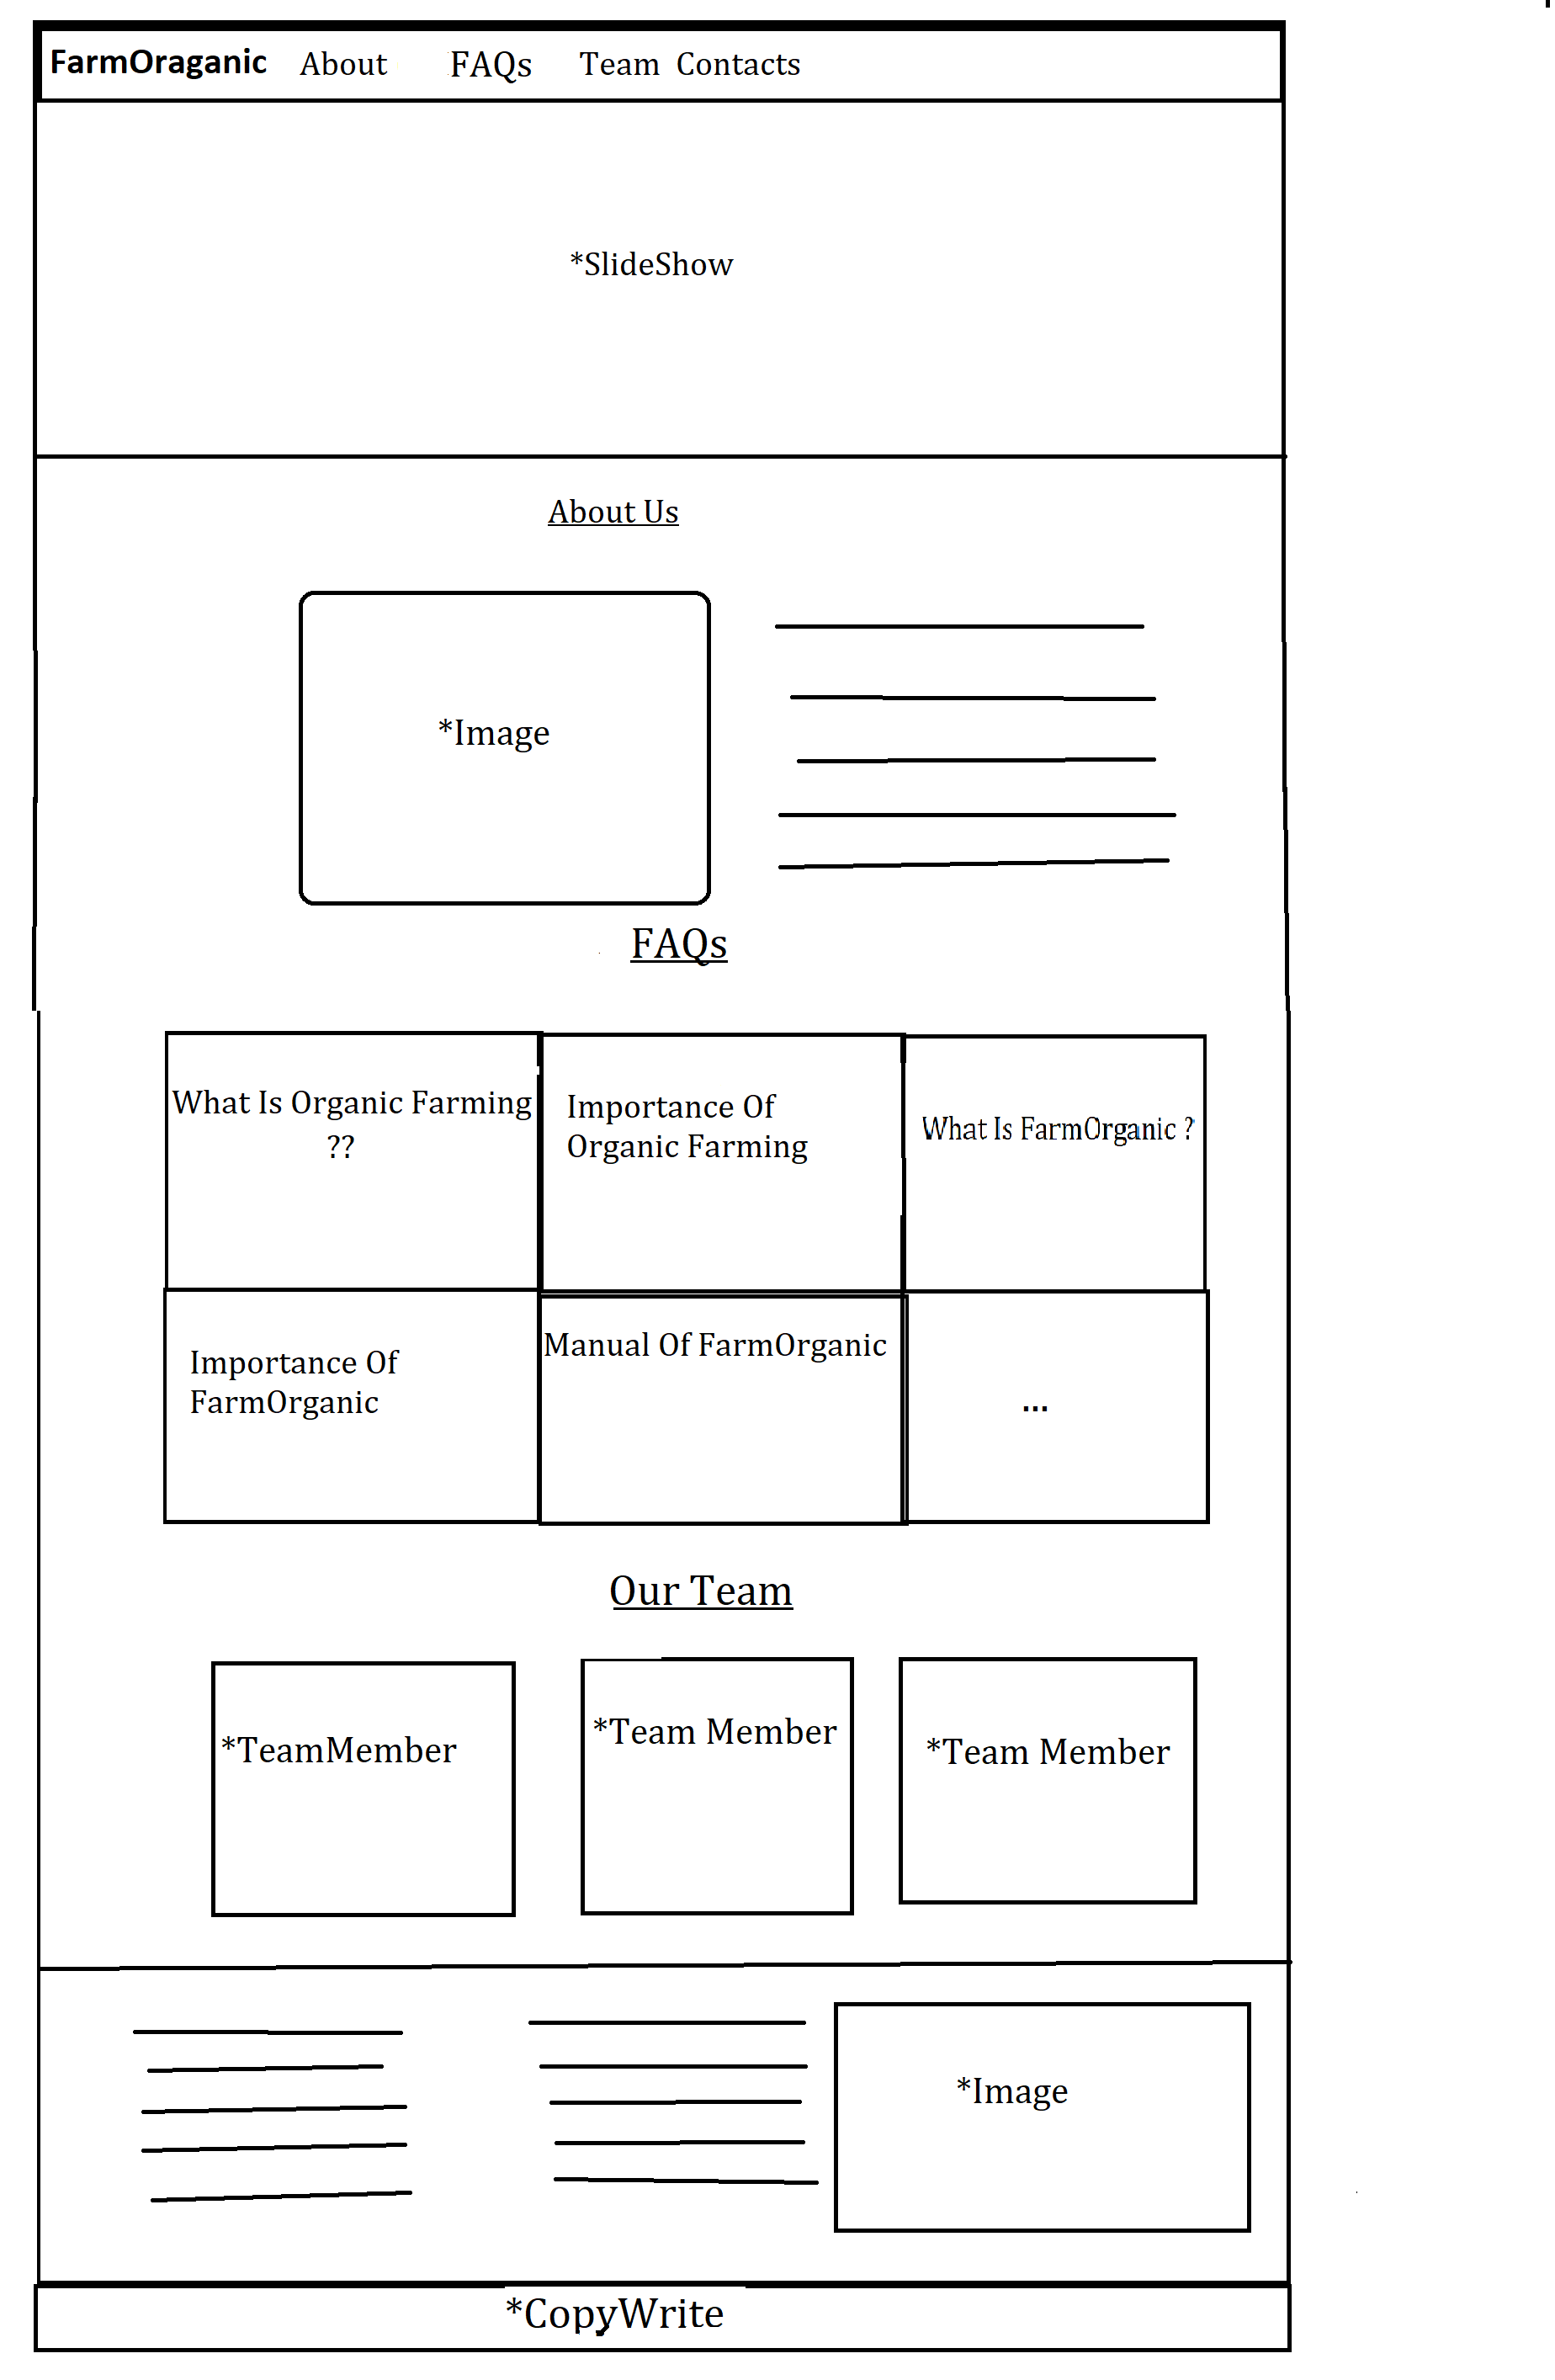 FarmOraganic About FAQs Team Contacts
*SlideShow
About Us
*Image
FAQs
What Is Organic Farming
??
Importance Of
Organic Farming
What Is FarmOrganic ?
Importance Of
FarmOrganic
Manual Of FarmOrganic
...
Our Team
*TeamMember
*Team Member
*Team Member
*Image
*CopyWrite